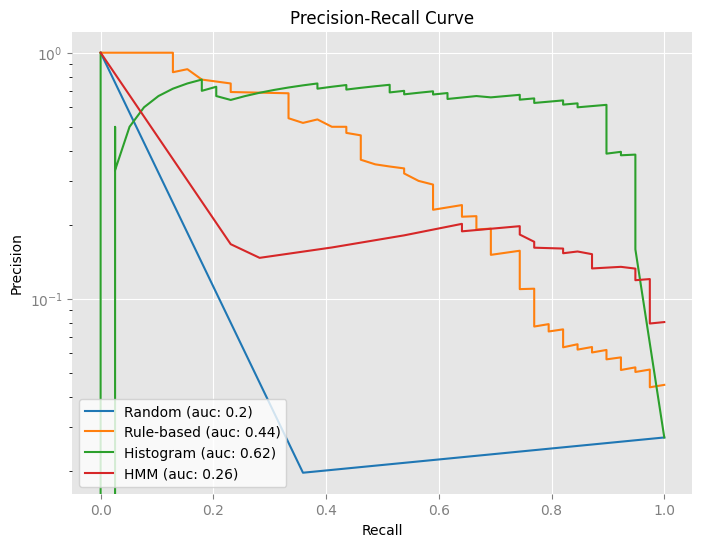 Precision-Recall Curve
Precision
10⁰
10⁻¹
Random (auc: 0.2)
Rule-based (auc: 0.44)
Histogram (auc: 0.62)
HMM (auc: 0.26)
0.0 0.2 0.4 0.6 0.8 1.0
Recall